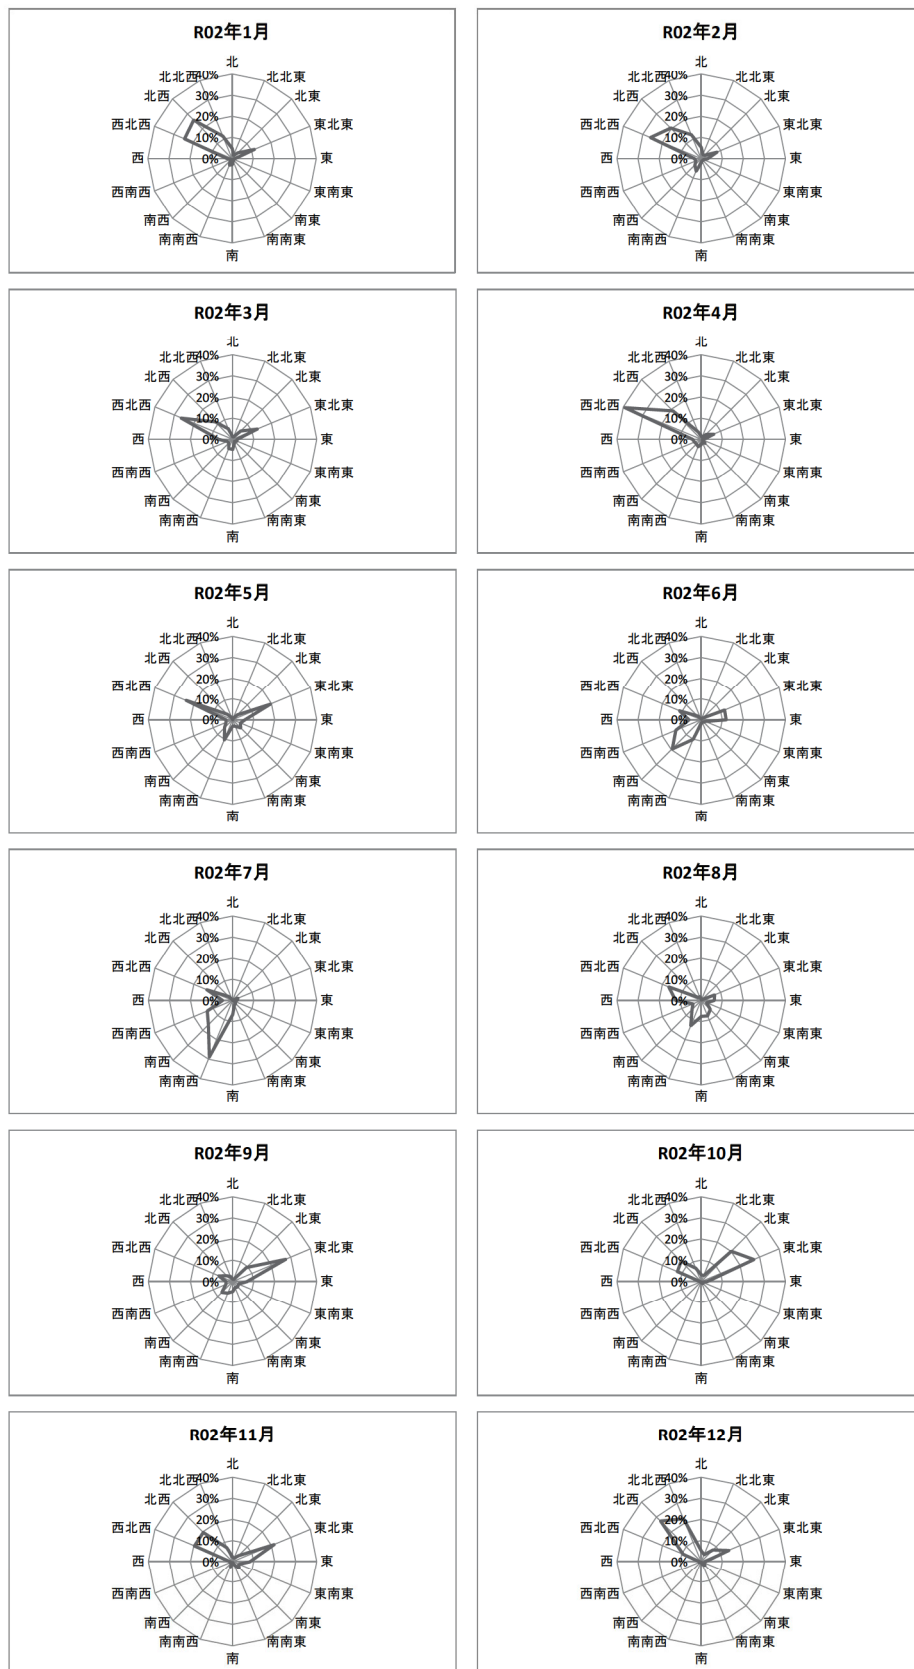 R02年1月
北
北北西 40% 北北東
北西 30% 北東
西北西 20% 東北東
10%
西 0% 東
西南西 東南東
南西 南東
南南西 南南東
南
R02年2月
北
北北西 40% 北北東
北西 30% 北東
西北西 20% 東北東
10%
西 0% 東
西南西 東南東
南西 南東
南南西 南南東
南
R02年3月
北
北北西 40% 北北東
北西 30% 北東
西北西 20% 東北東
10%
西 0% 東
西南西 東南東
南西 南東
南南西 南南東
南
R02年4月
北
北北西 40% 北北東
北西 30% 北東
西北西 20% 東北東
10%
西 0% 東
西南西 東南東
南西 南東
南南西 南南東
南
R02年5月
北
北北西 40% 北北東
北西 30% 北東
西北西 20% 東北東
10%
西 0% 東
西南西 東南東
南西 南東
南南西 南南東
南
R02年6月
北
北北西 40% 北北東
北西 30% 北東
西北西 20% 東北東
10%
西 0% 東
西南西 東南東
南西 南東
南南西 南南東
南
R02年7月
北
北北西 40% 北北東
北西 30% 北東
西北西 20% 東北東
10%
西 0% 東
西南西 東南東
南西 南東
南南西 南南東
南
R02年8月
北
北北西 40% 北北東
北西 30% 北東
西北西 20% 東北東
10%
西 0% 東
西南西 東南東
南西 南東
南南西 南南東
南
R02年9月
北
北北西 40% 北北東
北西 30% 北東
西北西 20% 東北東
10%
西 0% 東
西南西 東南東
南西 南東
南南西 南南東
南
R02年10月
北
北北西 40% 北北東
北西 30% 北東
西北西 20% 東北東
10%
西 0% 東
西南西 東南東
南西 南東
南南西 南南東
南
R02年11月
北
北北西 40% 北北東
北西 30% 北東
西北西 20% 東北東
10%
西 0% 東
西南西 東南東
南西 南東
南南西 南南東
南
R02年12月
北
北北西 40% 北北東
北西 30% 北東
西北西 20% 東北東
10%
西 0% 東
西南西 東南東
南西 南東
南南西 南南東
南